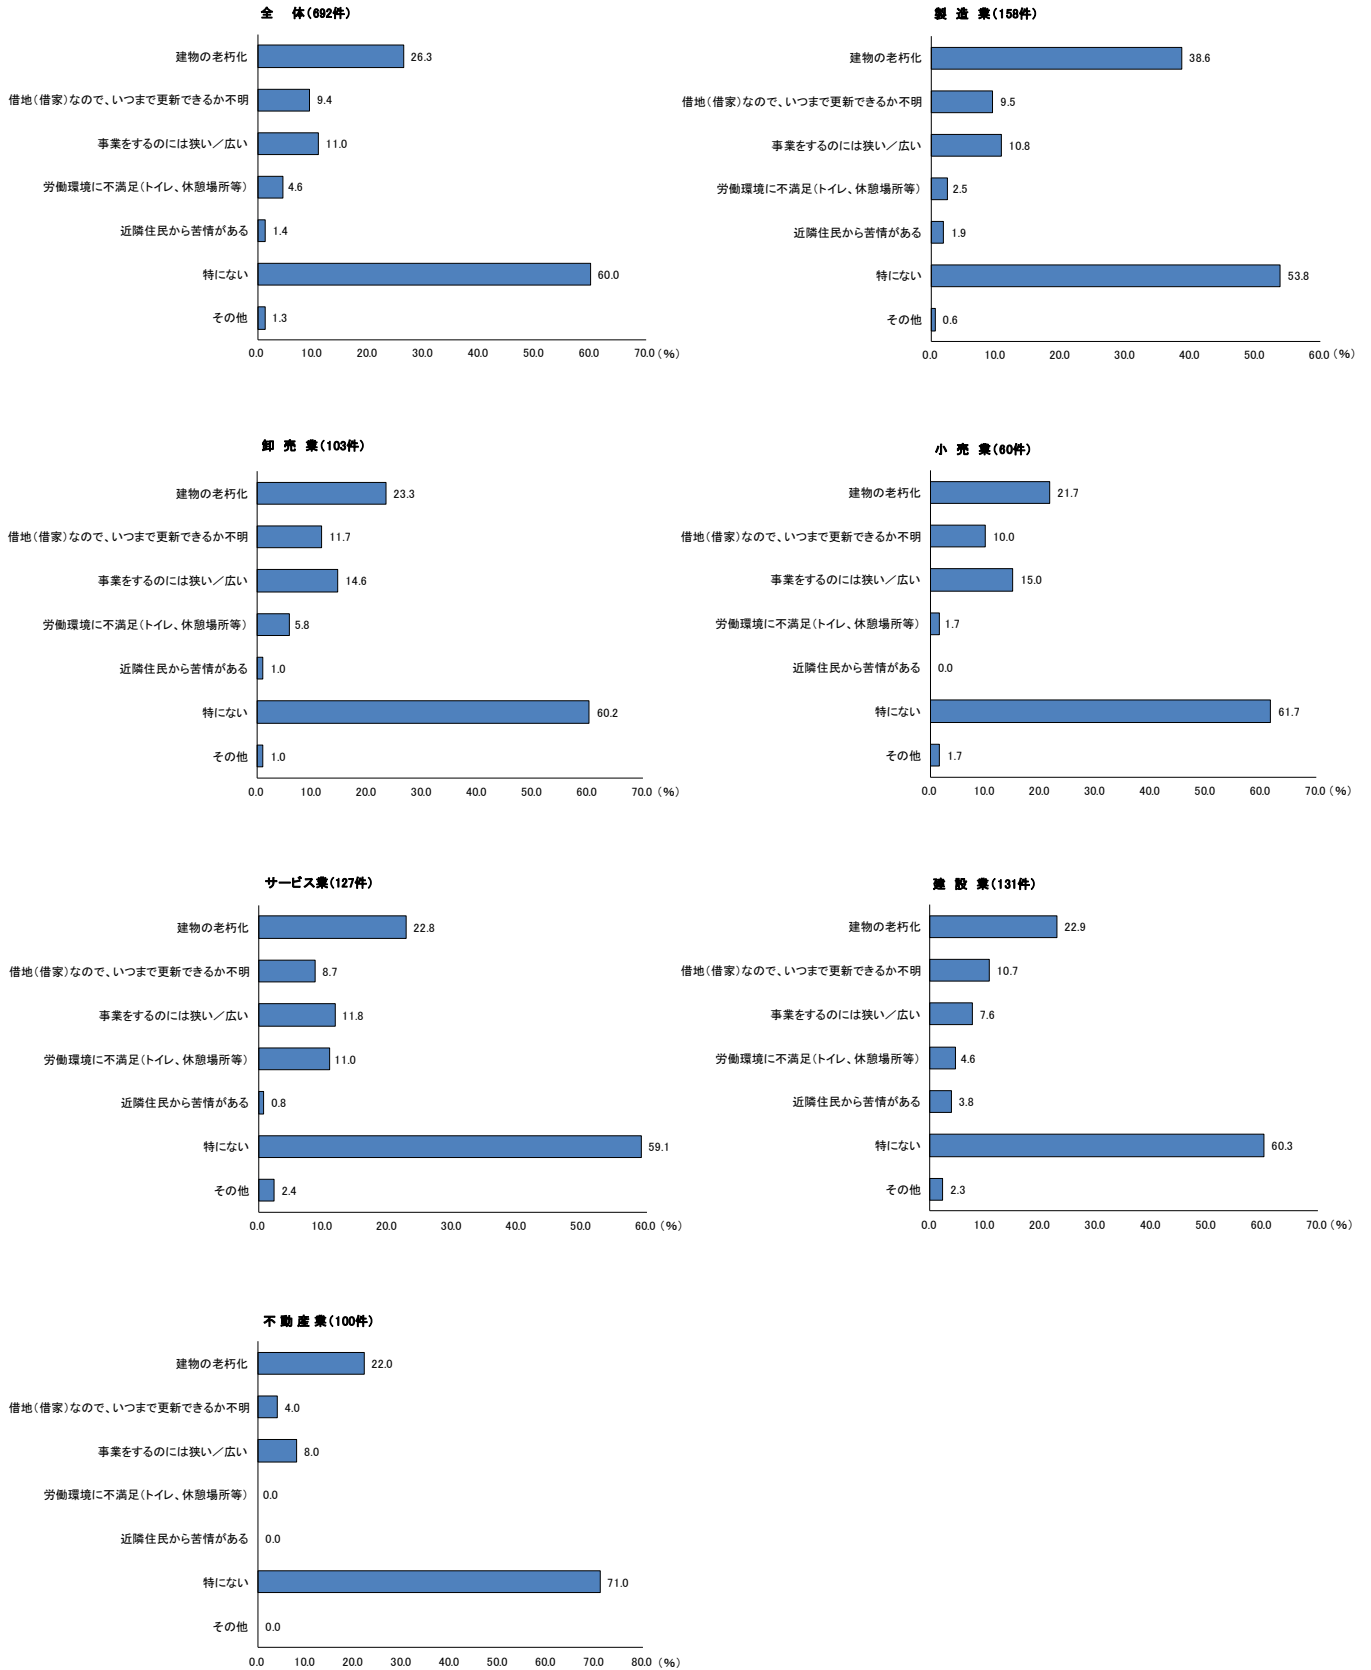 全　体(692件)
建物の老朽化 26.3
借地(借家)なので、いつまで更新できるか不明 9.4
事業をするのには狭い／広い 11.0
労働環境に不満足(トイレ、休憩場所等) 4.6
近隣住民から苦情がある 1.4
特にない 60.0
その他 1.3
0.0 10.0 20.0 30.0 40.0 50.0 60.0 70.0 (％)
製 造 業(158件)
建物の老朽化 38.6
借地(借家)なので、いつまで更新できるか不明 9.5
事業をするのには狭い／広い 10.8
労働環境に不満足(トイレ、休憩場所等) 2.5
近隣住民から苦情がある 1.9
特にない 53.8
その他 0.6
0.0 10.0 20.0 30.0 40.0 50.0 60.0 (％)
卸 売 業(103件)
建物の老朽化 23.3
借地(借家)なので、いつまで更新できるか不明 11.7
事業をするのには狭い／広い 14.6
労働環境に不満足(トイレ、休憩場所等) 5.8
近隣住民から苦情がある 1.0
特にない 60.2
その他 1.0
0.0 10.0 20.0 30.0 40.0 50.0 60.0 70.0 (％)
小 売 業(60件)
建物の老朽化 21.7
借地(借家)なので、いつまで更新できるか不明 10.0
事業をするのには狭い／広い 15.0
労働環境に不満足(トイレ、休憩場所等) 1.7
近隣住民から苦情がある 0.0
特にない 61.7
その他 1.7
0.0 10.0 20.0 30.0 40.0 50.0 60.0 70.0 (％)
サービス業(127件)
建物の老朽化 22.8
借地(借家)なので、いつまで更新できるか不明 8.7
事業をするのには狭い／広い 11.8
労働環境に不満足(トイレ、休憩場所等) 11.0
近隣住民から苦情がある 0.8
特にない 59.1
その他 2.4
0.0 10.0 20.0 30.0 40.0 50.0 60.0 (％)
建 設 業(131件)
建物の老朽化 22.9
借地(借家)なので、いつまで更新できるか不明 10.7
事業をするのには狭い／広い 7.6
労働環境に不満足(トイレ、休憩場所等) 4.6
近隣住民から苦情がある 3.8
特にない 60.3
その他 2.3
0.0 10.0 20.0 30.0 40.0 50.0 60.0 70.0 (％)
不 動 産 業(100件)
建物の老朽化 22.0
借地(借家)なので、いつまで更新できるか不明 4.0
事業をするのには狭い／広い 8.0
労働環境に不満足(トイレ、休憩場所等) 0.0
近隣住民から苦情がある 0.0
特にない 71.0
その他 0.0
0.0 10.0 20.0 30.0 40.0 50.0 60.0 70.0 80.0 (％)